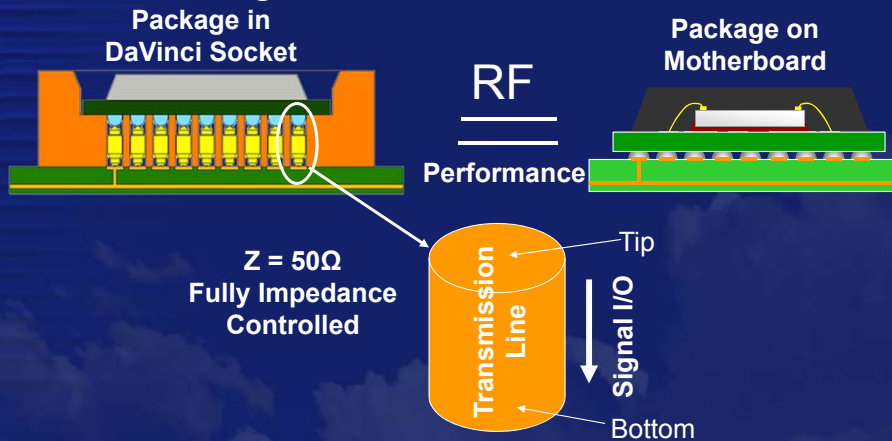 Package in
DaVinci Socket
RF
Performance
Package on
Motherboard
Z = 50Ω
Fully Impedance
Controlled
Transmission
Line
Tip
Signal I/O
Bottom